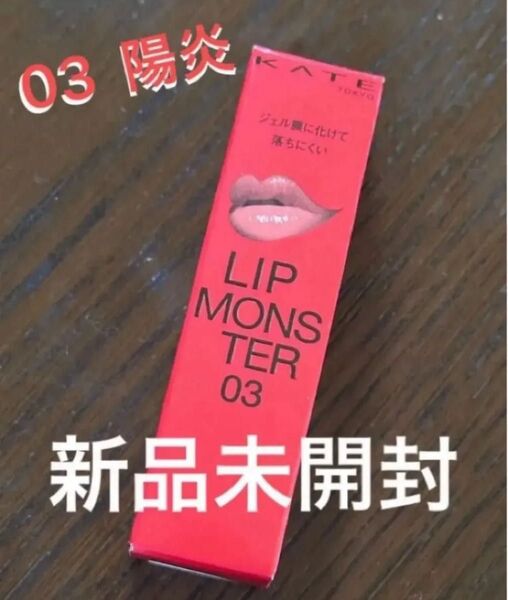 03 陽炎
KATE
TOKYO
ジェル膜に化けて
落ちにくい
LIP
MONS
TER
03
新品未開封